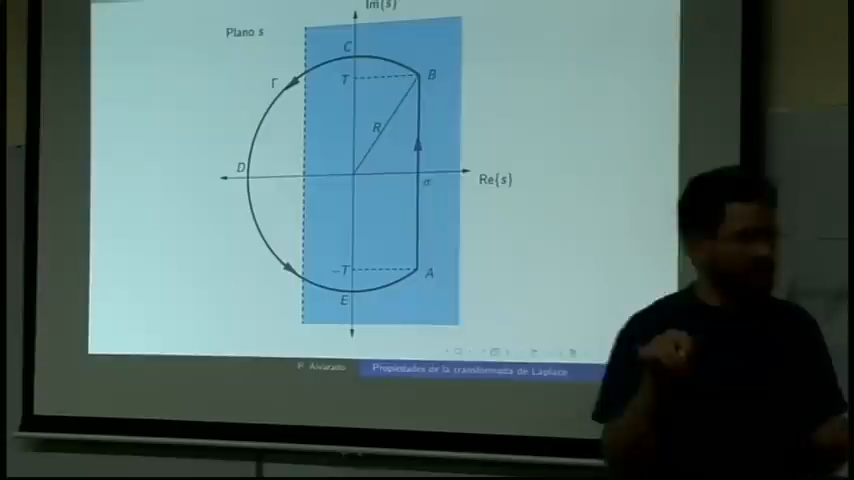 Im{s}
Plano s
C
Γ
T
B
R
D
Re{s}
σ
−T
A
E
P. Alvarado
Propiedades de la transformada de Laplace